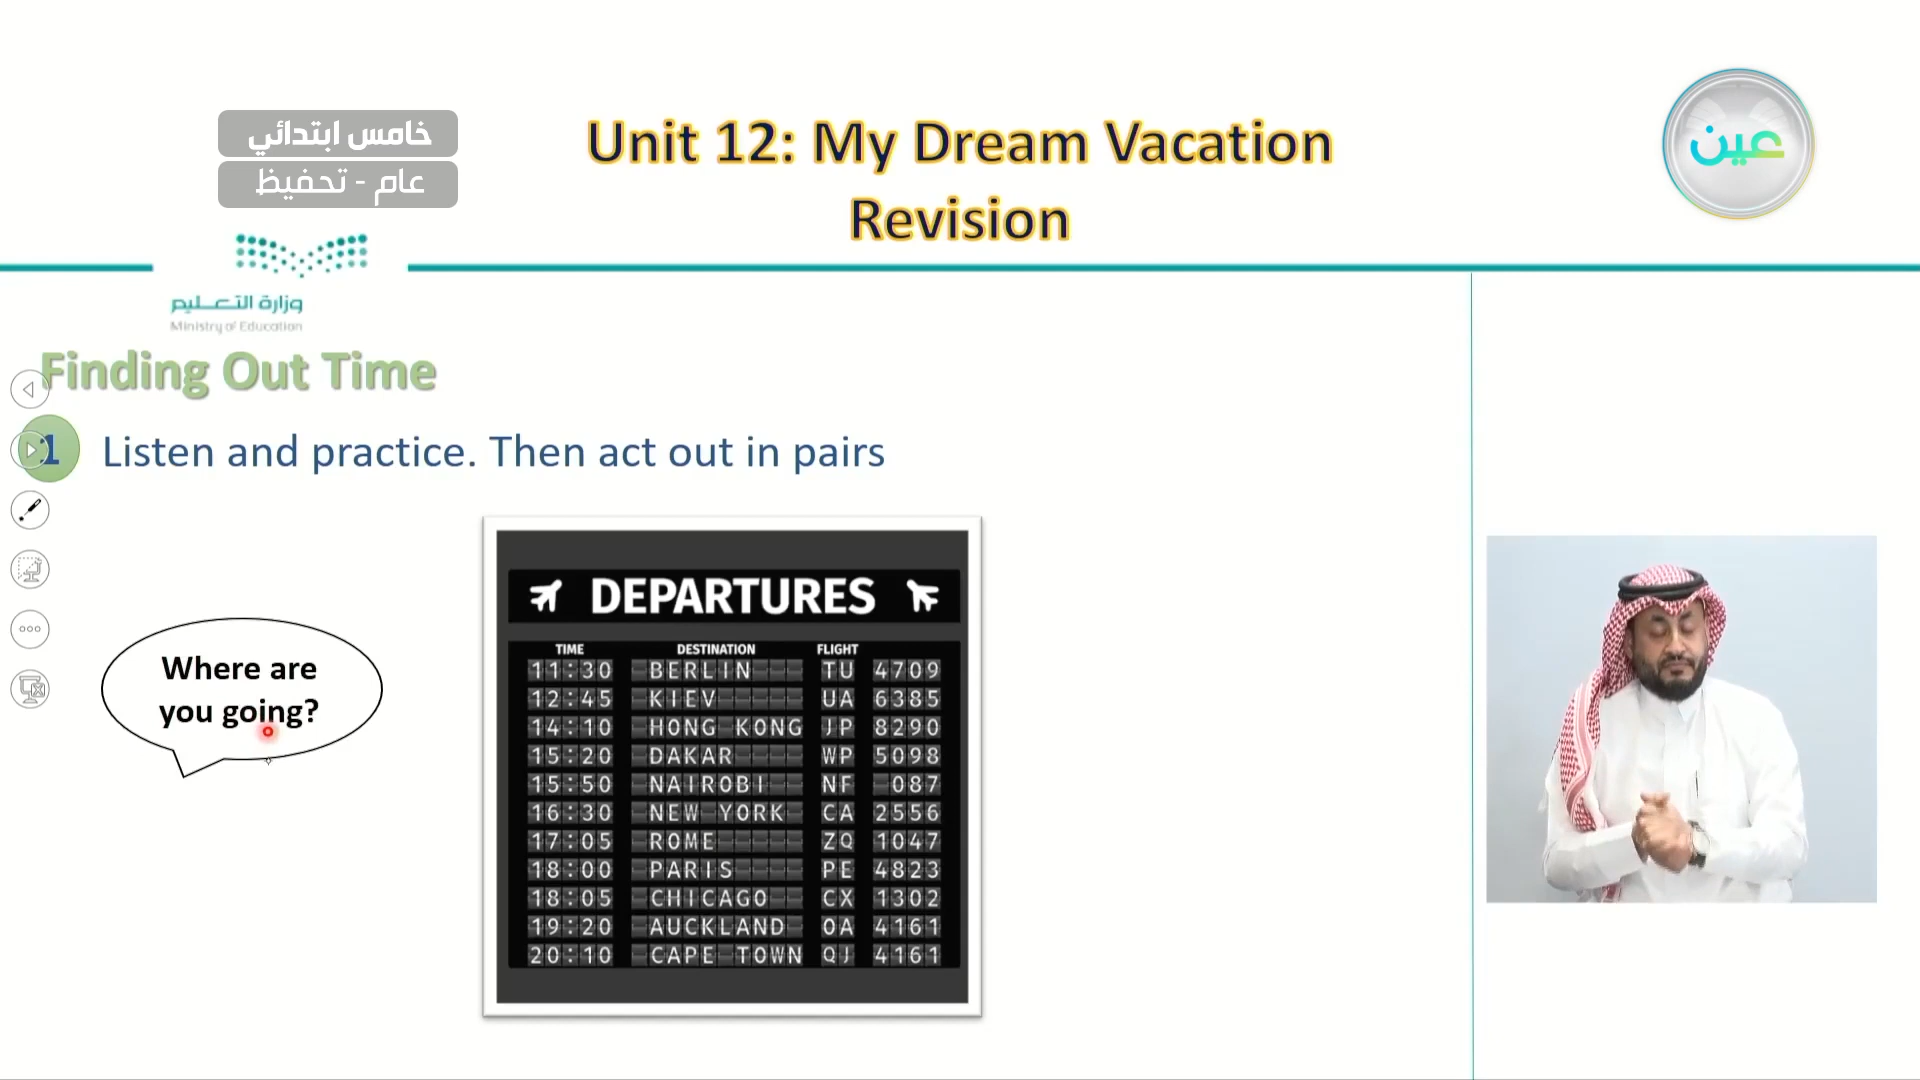 خامس ابتدائي
عام - تحفيظ
Unit 12: My Dream Vacation
Revision
عين
وزارة التعليم
Ministry of Education
Finding Out Time
1 Listen and practice. Then act out in pairs
Where are
you going?
DEPARTURES
TIME DESTINATION FLIGHT
11:30 BERLIN TU 4709
12:45 KIEV UA 6385
14:10 HONG KONG JP 8290
15:20 DAKAR WP 5098
15:50 NAIROBI NF 087
16:30 NEW YORK CA 2556
17:05 ROME ZQ 1047
18:00 PARIS PE 4823
18:05 CHICAGO CX 1302
19:20 AUCKLAND OA 4161
20:10 CAPE TOWN QJ 4161